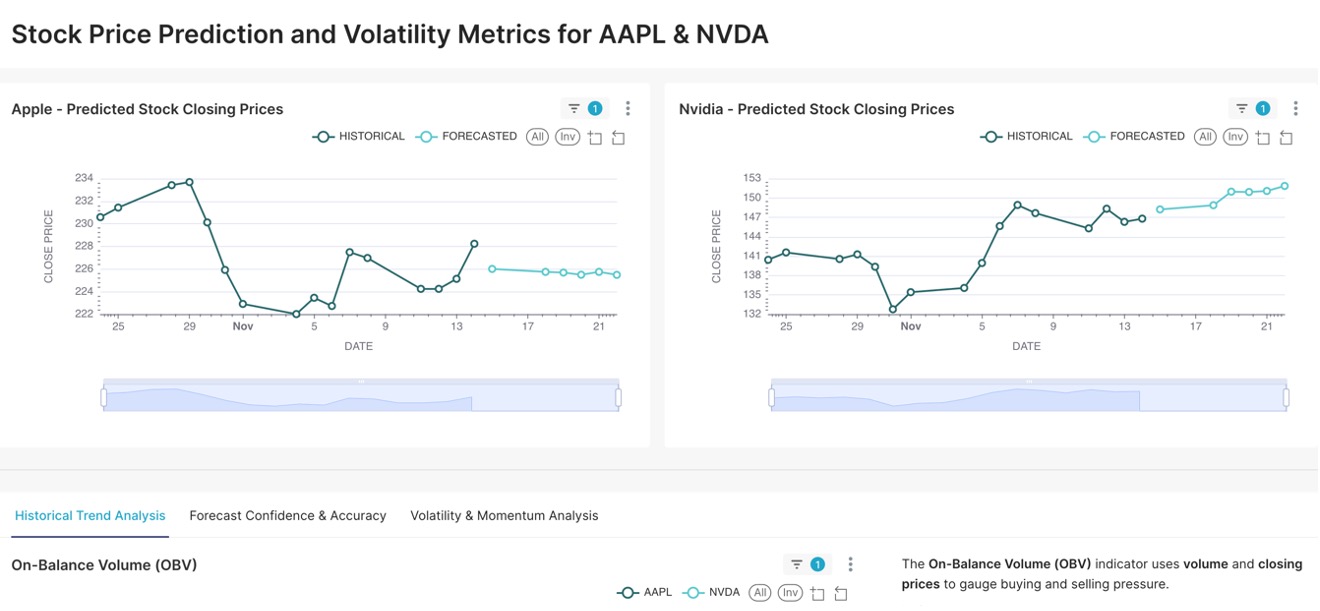 Stock Price Prediction and Volatility Metrics for AAPL & NVDA
Apple - Predicted Stock Closing Prices
1
HISTORICAL FORECASTED All Inv
234
232
230
228
226
224
222
CLOSE PRICE
25 29 Nov 5 9 13 17 21
DATE
Nvidia - Predicted Stock Closing Prices
1
HISTORICAL FORECASTED All Inv
153
150
147
144
141
138
135
132
CLOSE PRICE
25 29 Nov 5 9 13 17 21
DATE
Historical Trend Analysis Forecast Confidence & Accuracy Volatility & Momentum Analysis
On-Balance Volume (OBV)
1
AAPL NVDA All Inv
The On-Balance Volume (OBV) indicator uses volume and closing
prices to gauge buying and selling pressure.